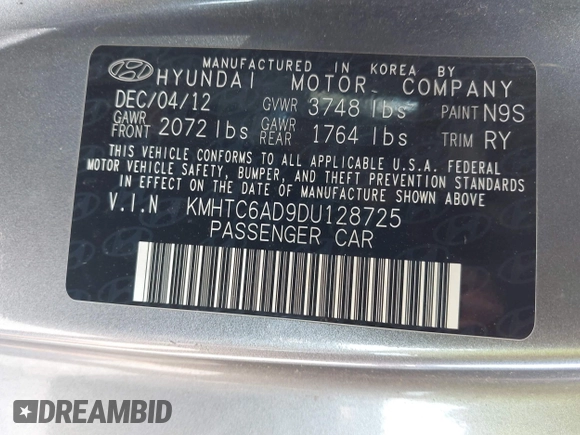 MANUFACTURED IN KOREA BY
HYUNDAI MOTOR COMPANY
DEC/04/12 GVWR 3748 lbs PAINT N9S
GAWR FRONT 2072 lbs GAWR REAR 1764 lbs TRIM RY
THIS VEHICLE CONFORMS TO ALL APPLICABLE U.S.A. FEDERAL
MOTOR VEHICLE SAFETY, BUMPER, AND THEFT PREVENTION STANDARDS
IN EFFECT ON THE DATE OF MANUFACTURE SHOWN ABOVE
V.I.N KMHTC6AD9DU128725
PASSENGER CAR
DREAMBID